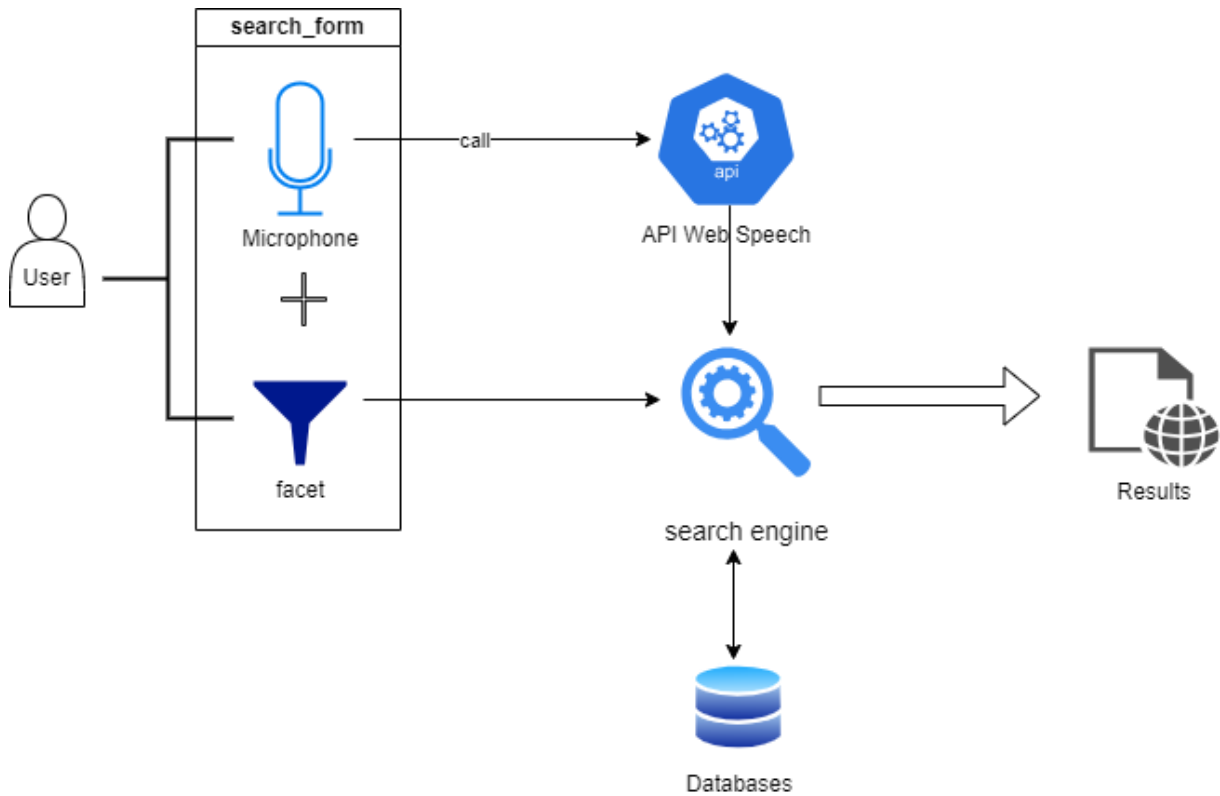 search_form
call
api
Microphone
API Web Speech
User
facet
Results
search engine
Databases